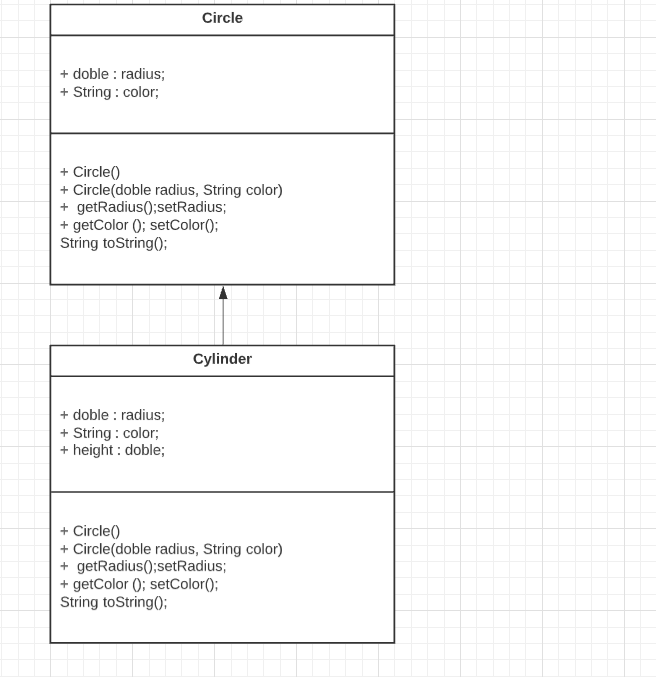 Circle
+ doble : radius;
+ String : color;
+ Circle()
+ Circle(doble radius, String color)
+  getRadius();setRadius;
+ getColor (); setColor();
String toString();
Cylinder
+ doble : radius;
+ String : color;
+ height : doble;
+ Circle()
+ Circle(doble radius, String color)
+  getRadius();setRadius;
+ getColor (); setColor();
String toString();